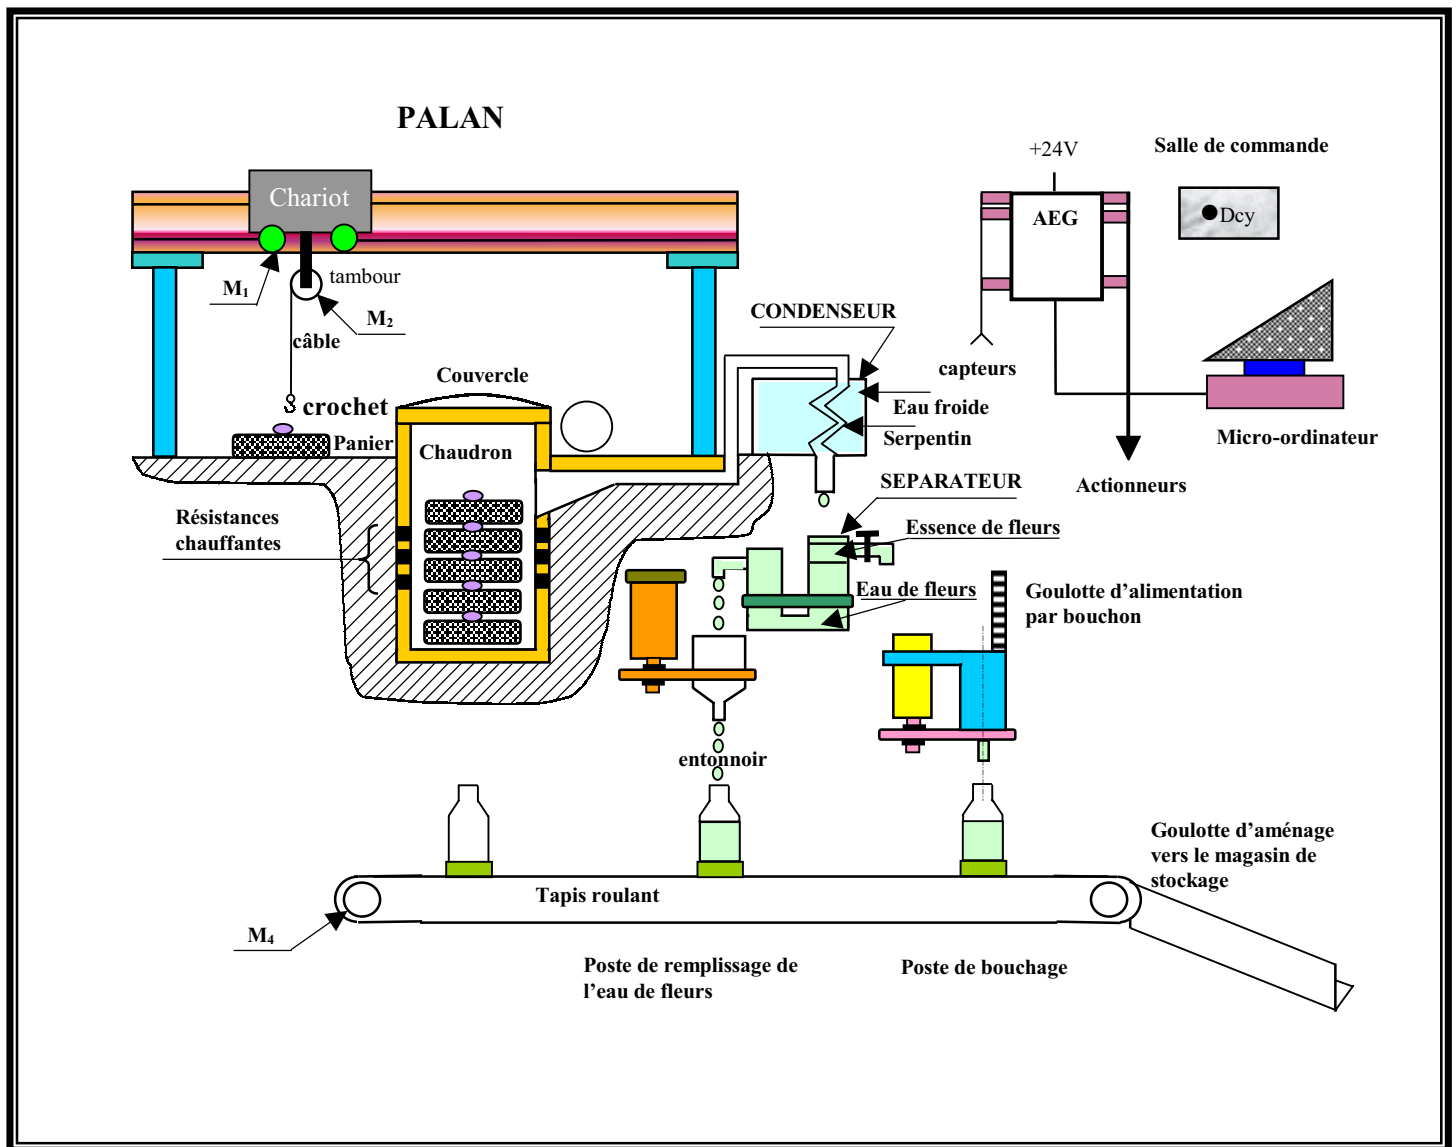 PALAN
+24V
Salle de commande
Chariot
AEG
Dcy
M1
tambour
M2
câble
CONDENSEUR
capteurs
Couvercle
crochet
Eau froide
Panier
Chaudron
Serpentin
Micro-ordinateur
Actionneurs
SEPARATEUR
Résistances
chauffantes
Essence de fleurs
Eau de fleurs
Goulotte d’alimentation
par bouchon
entonnoir
Goulotte d’aménage
vers le magasin de
stockage
Tapis roulant
M4
Poste de remplissage de
l’eau de fleurs
Poste de bouchage